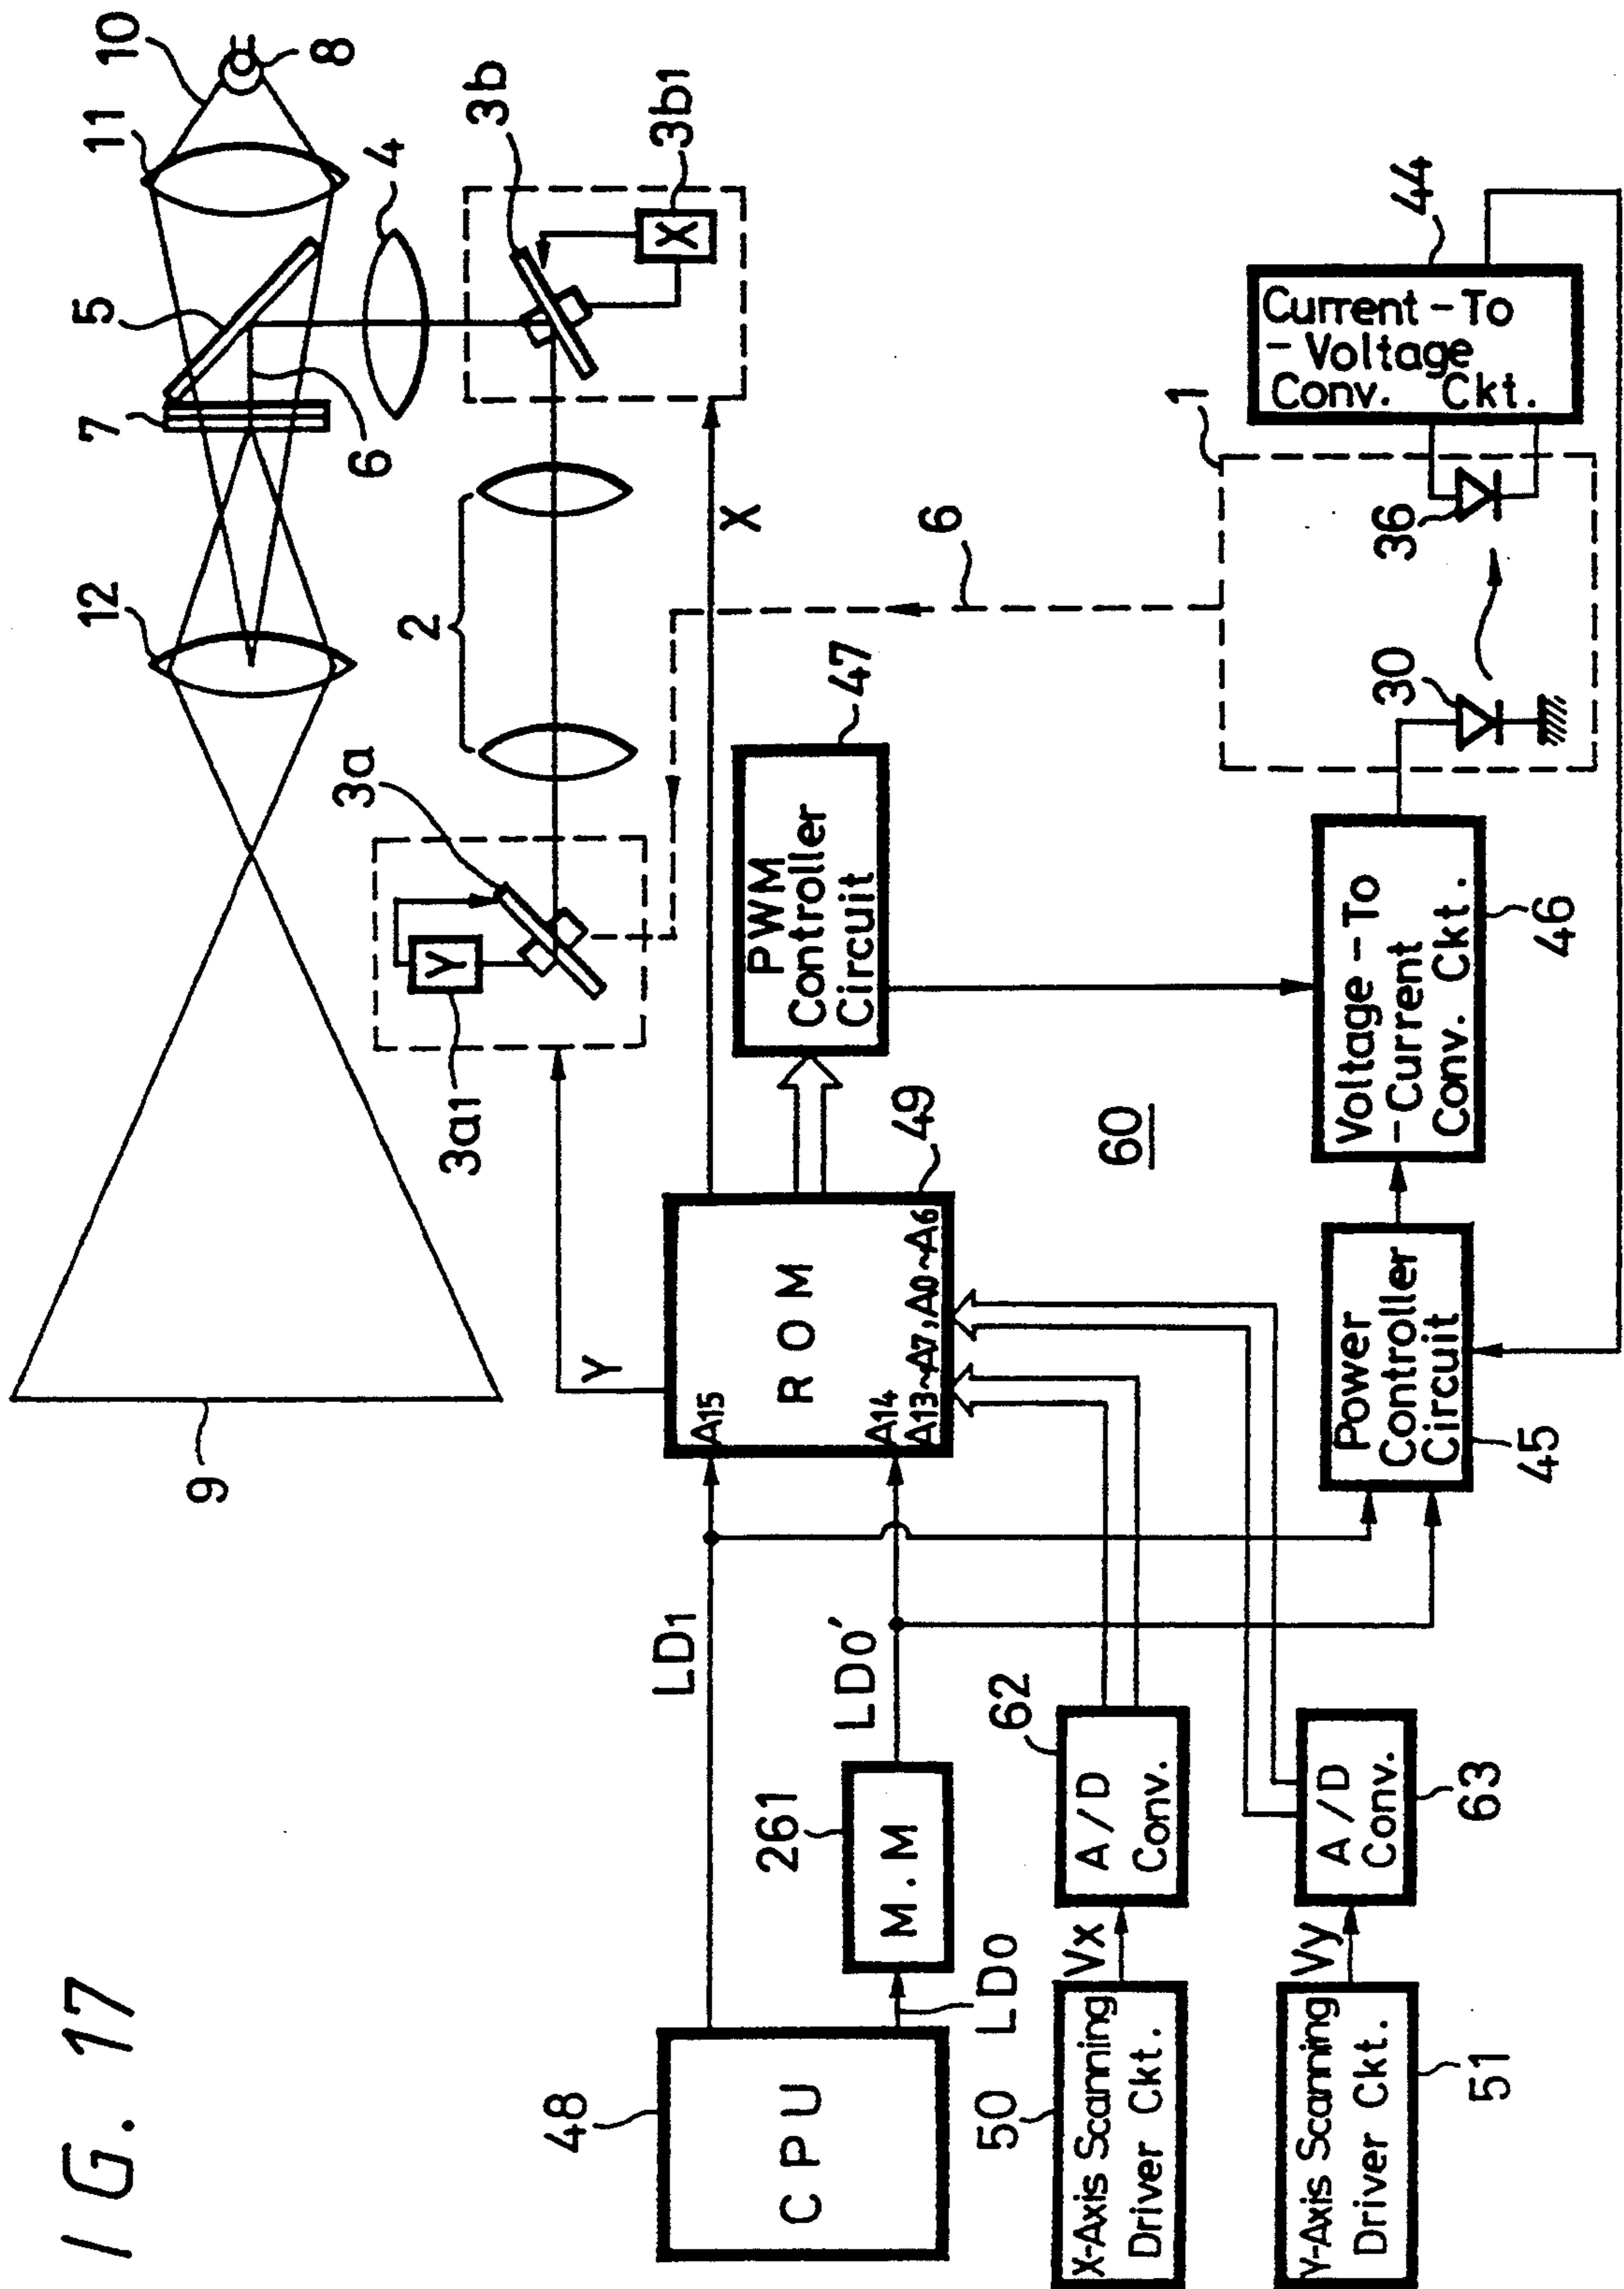 I G. 17
9
12
7
5
11
10
8
6
4
3a1
Y
3a
2
3b
X
3b1
Y
X
6
48
C P U
LD1
LD0
261
M. M
LD0'
A15
A14
A13~A7, A0~A6
R O M
49
PWM
Controller
Circuit
47
60
50
X-Axis Scanning
Driver Ckt.
Vx
62
A/D
Conv.
Y-Axis Scanning
Driver Ckt.
51
Vy
A/D
Conv.
63
Power
Controller
Circuit
45
Voltage-To
-Current
Conv. Ckt.
46
1
30
36
Current-To
-Voltage
Conv. Ckt.
44